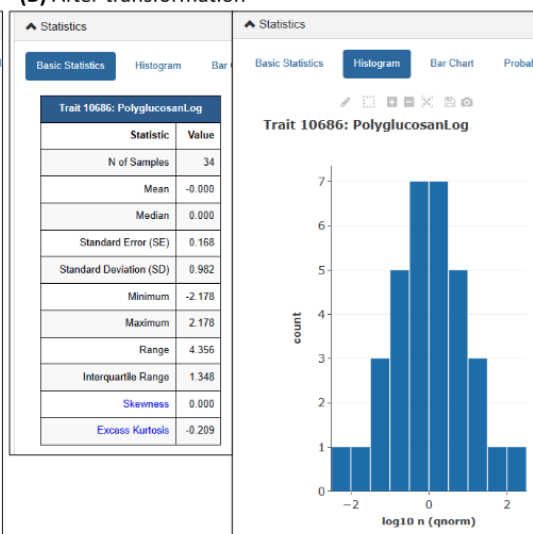 (B) After transformation
Statistics
Basic Statistics Histogram Bar
Trait 10686: PolyglucosanLog
Statistic Value
N of Samples 34
Mean -0.000
Median 0.000
Standard Error (SE) 0.168
Standard Deviation (SD) 0.982
Minimum -2.178
Maximum 2.178
Range 4.356
Interquartile Range 1.348
Skewness 0.000
Excess Kurtosis -0.209
Statistics
Basic Statistics Histogram Bar Chart Probal
Trait 10686: PolyglucosanLog
7
6
5
4
3
2
1
0
count
−2 0 2
log10 n (qnorm)